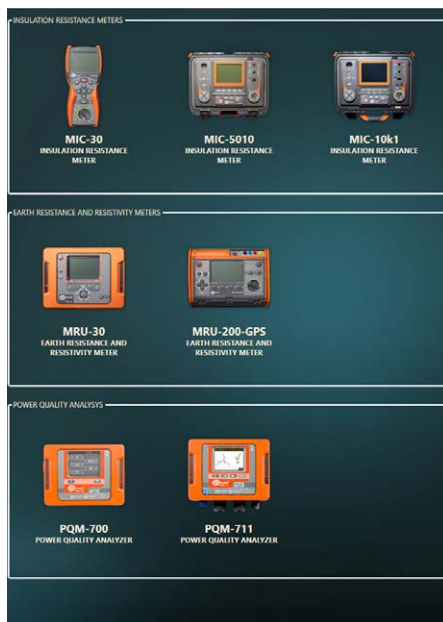 INSULATION RESISTANCE METERS
MIC-30
INSULATION RESISTANCE
METER
MIC-5010
INSULATION RESISTANCE
METER
MIC-10k1
INSULATION RESISTANCE
METER
EARTH RESISTANCE AND RESISTIVITY METERS
MRU-30
EARTH RESISTANCE AND
RESISTIVITY METER
MRU-200-GPS
EARTH RESISTANCE AND
RESISTIVITY METER
POWER QUALITY ANALYSYS
PQM-700
POWER QUALITY ANALYZER
PQM-711
POWER QUALITY ANALYZER